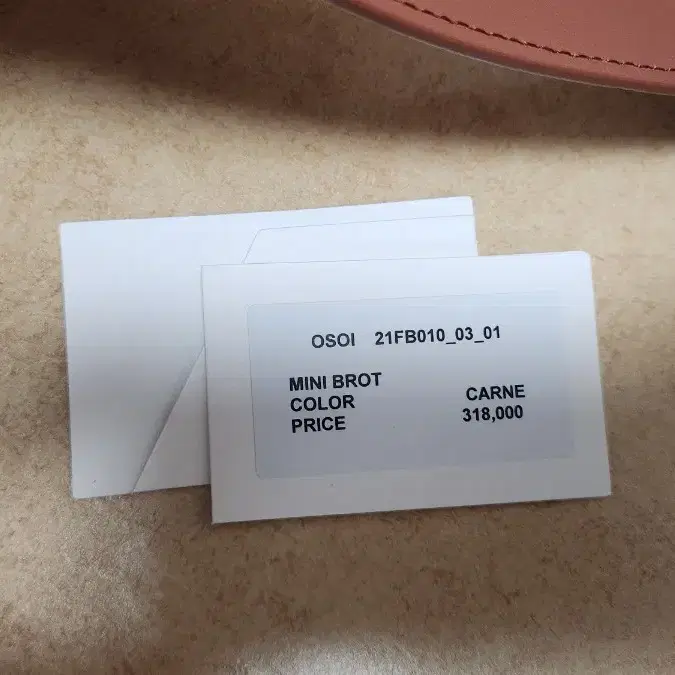 OSOI 21FB010_03_01
MINI BROT
COLOR CARNE
PRICE 318,000